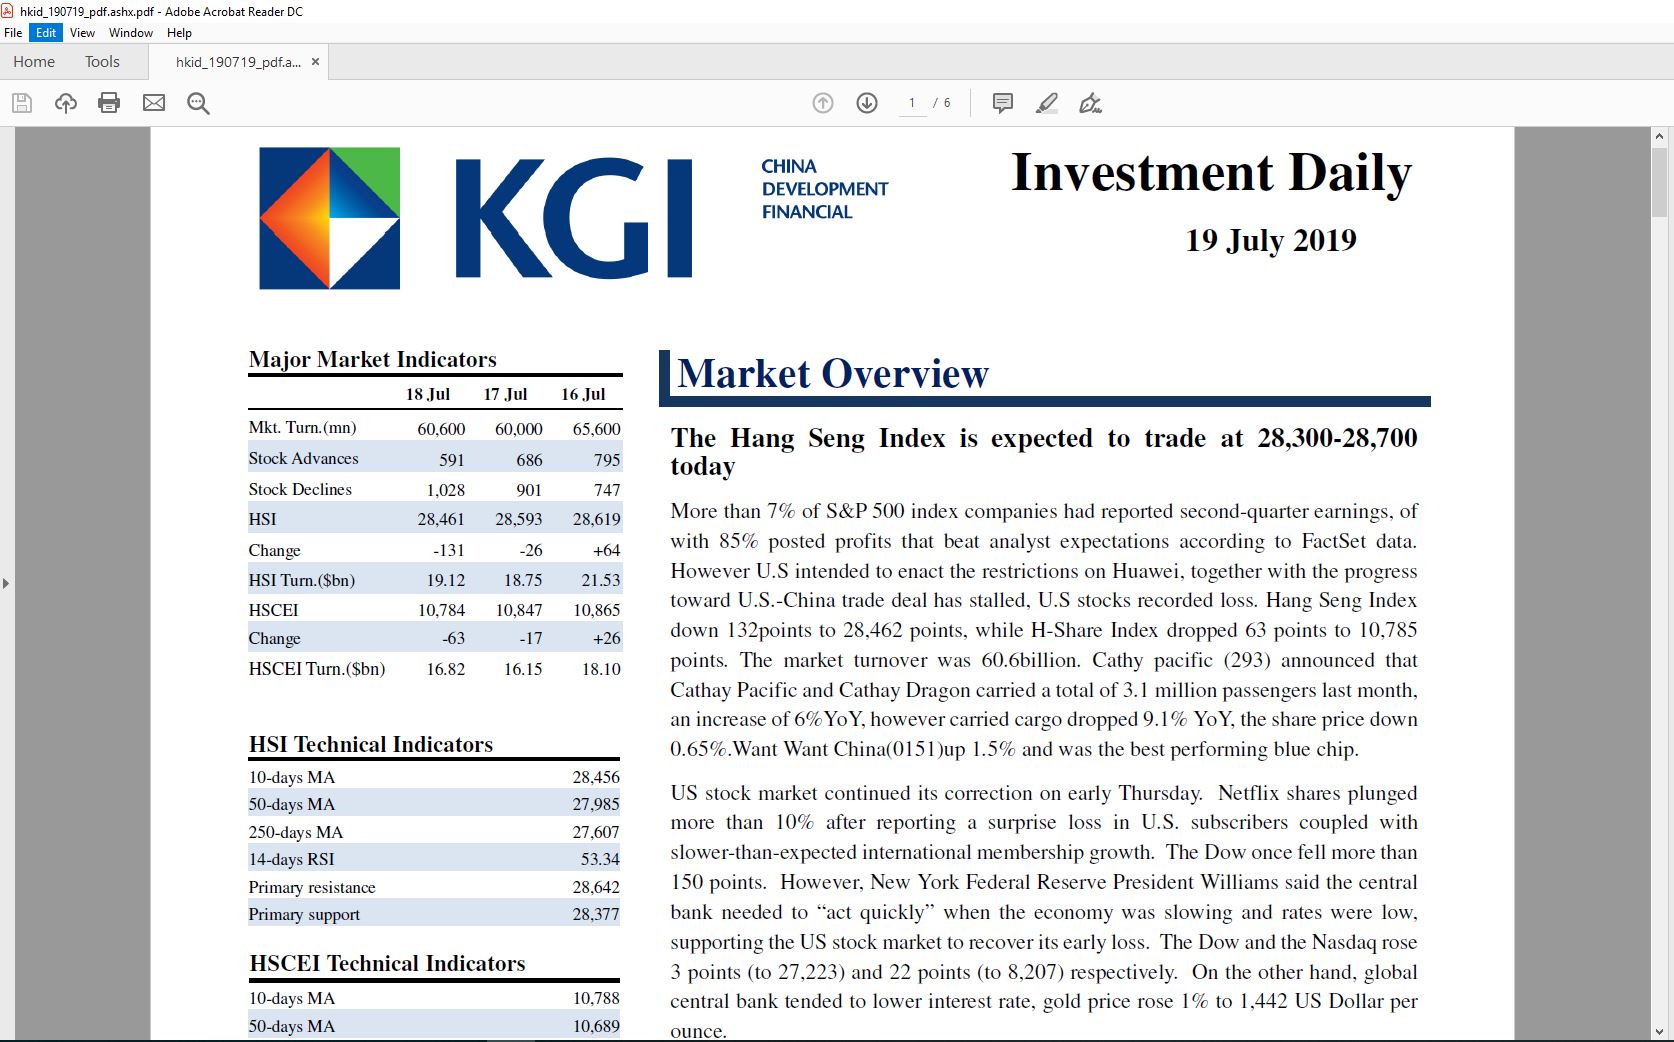 hkid_190719_pdf.ashx.pdf - Adobe Acrobat Reader DC
File Edit View Window Help
Home Tools hkid_190719_pdf.a... ×
1 / 6
KGI
CHINA
DEVELOPMENT
FINANCIAL
Investment Daily
19 July 2019
Major Market Indicators
18 Jul 17 Jul 16 Jul
Mkt. Turn.(mn) 60,600 60,000 65,600
Stock Advances 591 686 795
Stock Declines 1,028 901 747
HSI 28,461 28,593 28,619
Change -131 -26 +64
HSI Turn.($bn) 19.12 18.75 21.53
HSCEI 10,784 10,847 10,865
Change -63 -17 +26
HSCEI Turn.($bn) 16.82 16.15 18.10
HSI Technical Indicators
10-days MA 28,456
50-days MA 27,985
250-days MA 27,607
14-days RSI 53.34
Primary resistance 28,642
Primary support 28,377
HSCEI Technical Indicators
10-days MA 10,788
50-days MA 10,689
Market Overview
The Hang Seng Index is expected to trade at 28,300-28,700
today
More than 7% of S&P 500 index companies had reported second-quarter earnings, of
with 85% posted profits that beat analyst expectations according to FactSet data.
However U.S intended to enact the restrictions on Huawei, together with the progress
toward U.S.-China trade deal has stalled, U.S stocks recorded loss. Hang Seng Index
down 132points to 28,462 points, while H-Share Index dropped 63 points to 10,785
points. The market turnover was 60.6billion. Cathy pacific (293) announced that
Cathay Pacific and Cathay Dragon carried a total of 3.1 million passengers last month,
an increase of 6%YoY, however carried cargo dropped 9.1% YoY, the share price down
0.65%.Want Want China(0151)up 1.5% and was the best performing blue chip.
US stock market continued its correction on early Thursday. Netflix shares plunged
more than 10% after reporting a surprise loss in U.S. subscribers coupled with
slower-than-expected international membership growth. The Dow once fell more than
150 points. However, New York Federal Reserve President Williams said the central
bank needed to “act quickly” when the economy was slowing and rates were low,
supporting the US stock market to recover its early loss. The Dow and the Nasdaq rose
3 points (to 27,223) and 22 points (to 8,207) respectively. On the other hand, global
central bank tended to lower interest rate, gold price rose 1% to 1,442 US Dollar per
ounce.